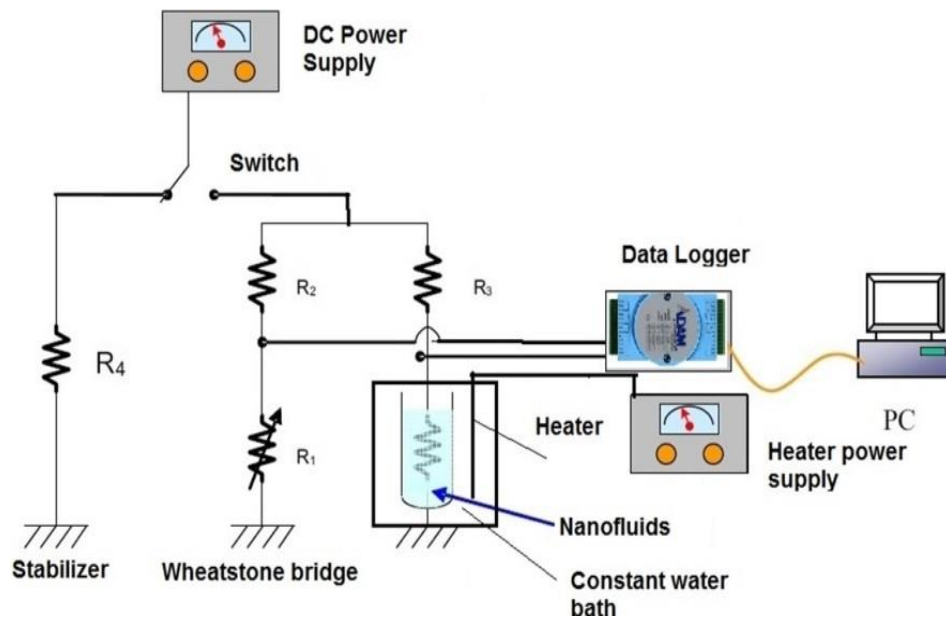 DC Power
Supply
Switch
R2
R3
R4
R1
Data Logger
ADAM
Heater
PC
Heater power
supply
Nanofluids
Constant water
bath
Stabilizer
Wheatstone bridge